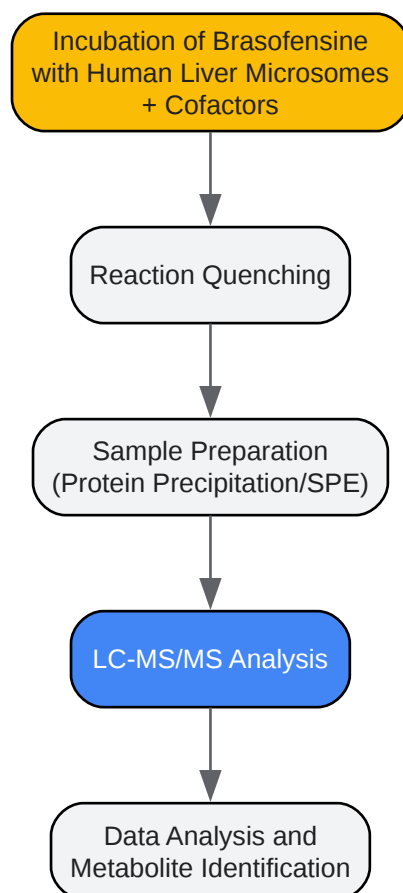 Incubation of Brasofensine
with Human Liver Microsomes
+ Cofactors
Reaction Quenching
Sample Preparation
(Protein Precipitation/SPE)
LC-MS/MS Analysis
Data Analysis and
Metabolite Identification